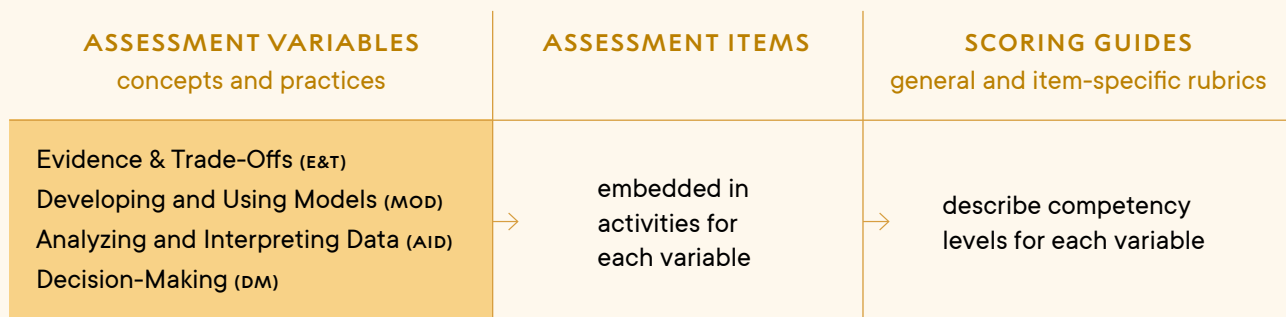 ASSESSMENT VARIABLES
concepts and practices
ASSESSMENT ITEMS
SCORING GUIDES
general and item-specific rubrics
Evidence & Trade-Offs (E&T)
Developing and Using Models (MOD)
Analyzing and Interpreting Data (AID)
Decision-Making (DM)
embedded in
activities for
each variable
describe competency
levels for each variable